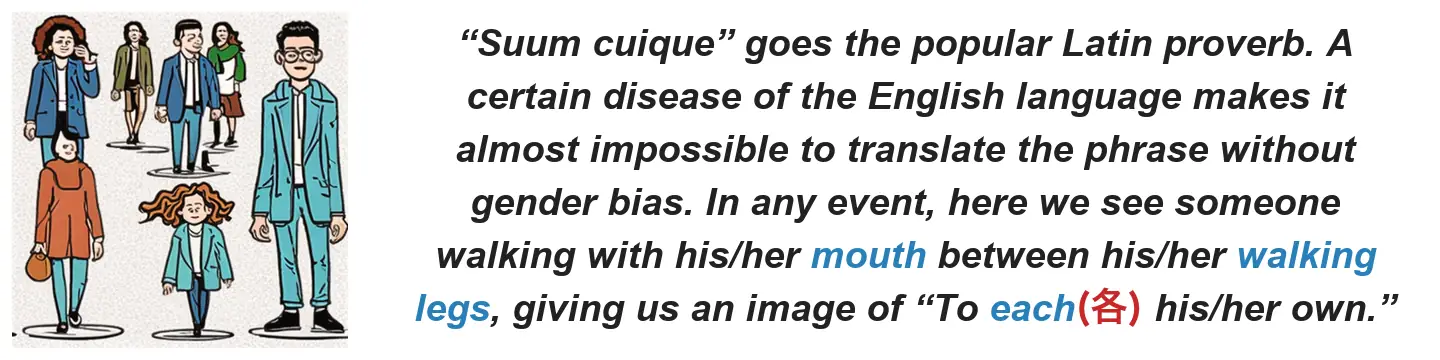 “Suum cuique” goes the popular Latin proverb. A
certain disease of the English language makes it
almost impossible to translate the phrase without
gender bias. In any event, here we see someone
walking with his/her mouth between his/her walking
legs, giving us an image of “To each(各) his/her own.”